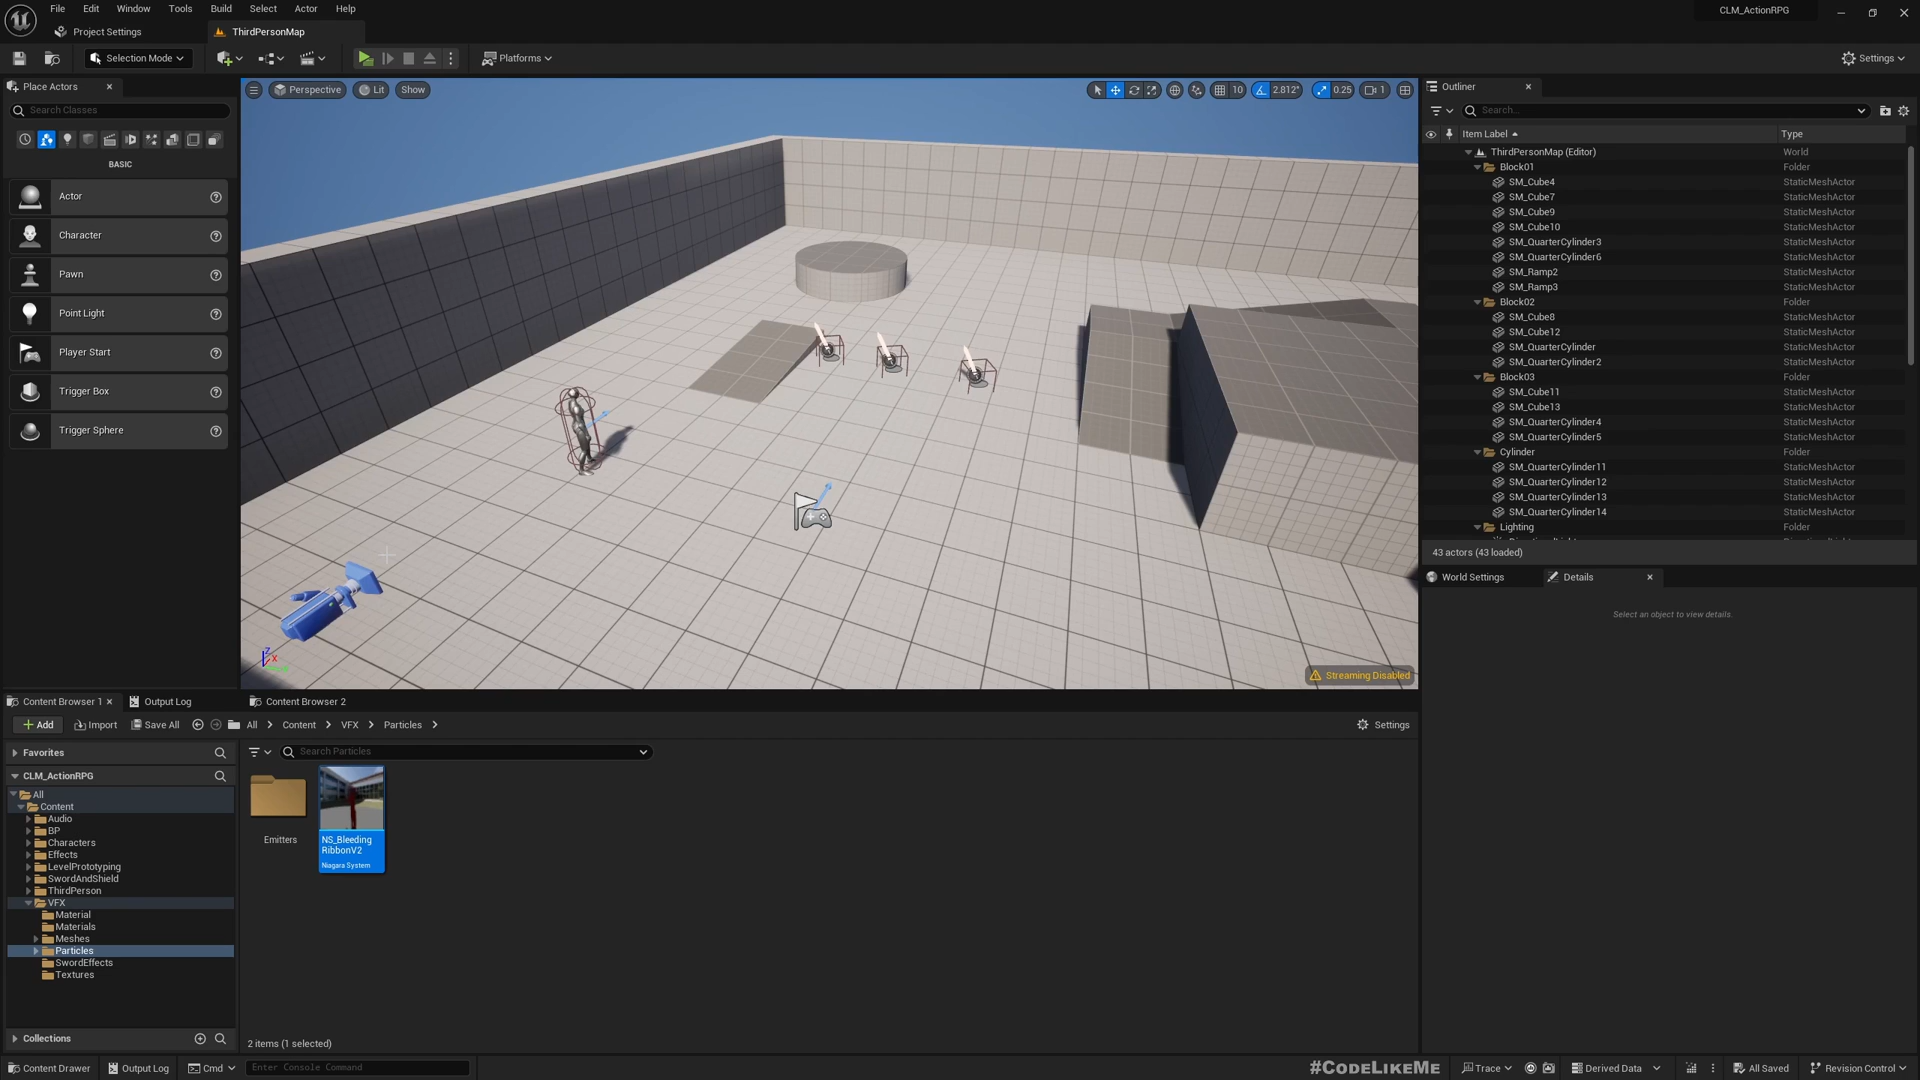 File Edit Window Tools Build Select Actor Help
CLM_ActionRPG
Project Settings
ThirdPersonMap
Selection Mode
Platforms
Settings
Place Actors
Search Classes
BASIC
Actor
Character
Pawn
Point Light
Player Start
Trigger Box
Trigger Sphere
Perspective
Lit
Show
10
2.812°
0.25
1
Streaming Disabled
Outliner
Search...
Item Label
Type
ThirdPersonMap (Editor) World
Block01 Folder
SM_Cube4 StaticMeshActor
SM_Cube7 StaticMeshActor
SM_Cube9 StaticMeshActor
SM_Cube10 StaticMeshActor
SM_QuarterCylinder3 StaticMeshActor
SM_QuarterCylinder6 StaticMeshActor
SM_Ramp2 StaticMeshActor
SM_Ramp3 StaticMeshActor
Block02 Folder
SM_Cube8 StaticMeshActor
SM_Cube12 StaticMeshActor
SM_QuarterCylinder StaticMeshActor
SM_QuarterCylinder2 StaticMeshActor
Block03 Folder
SM_Cube11 StaticMeshActor
SM_Cube13 StaticMeshActor
SM_QuarterCylinder4 StaticMeshActor
SM_QuarterCylinder5 StaticMeshActor
Cylinder Folder
SM_QuarterCylinder11 StaticMeshActor
SM_QuarterCylinder12 StaticMeshActor
SM_QuarterCylinder13 StaticMeshActor
SM_QuarterCylinder14 StaticMeshActor
Lighting Folder
43 actors (43 loaded)
World Settings
Details
Select an object to view details.
Content Browser 1
Output Log
Content Browser 2
Add
Import
Save All
All
Content
VFX
Particles
Settings
Favorites
CLM_ActionRPG
All
Content
Audio
BP
Characters
Effects
LevelPrototyping
SwordAndShield
ThirdPerson
VFX
Material
Materials
Meshes
Particles
SwordEffects
Textures
Collections
Search Particles
Emitters
NS_Bleeding
RibbonV2
Niagara System
2 items (1 selected)
Content Drawer
Output Log
Cmd
Enter Console Command
#CODELIKEME
Trace
Derived Data
All Saved
Revision Control
Z
X